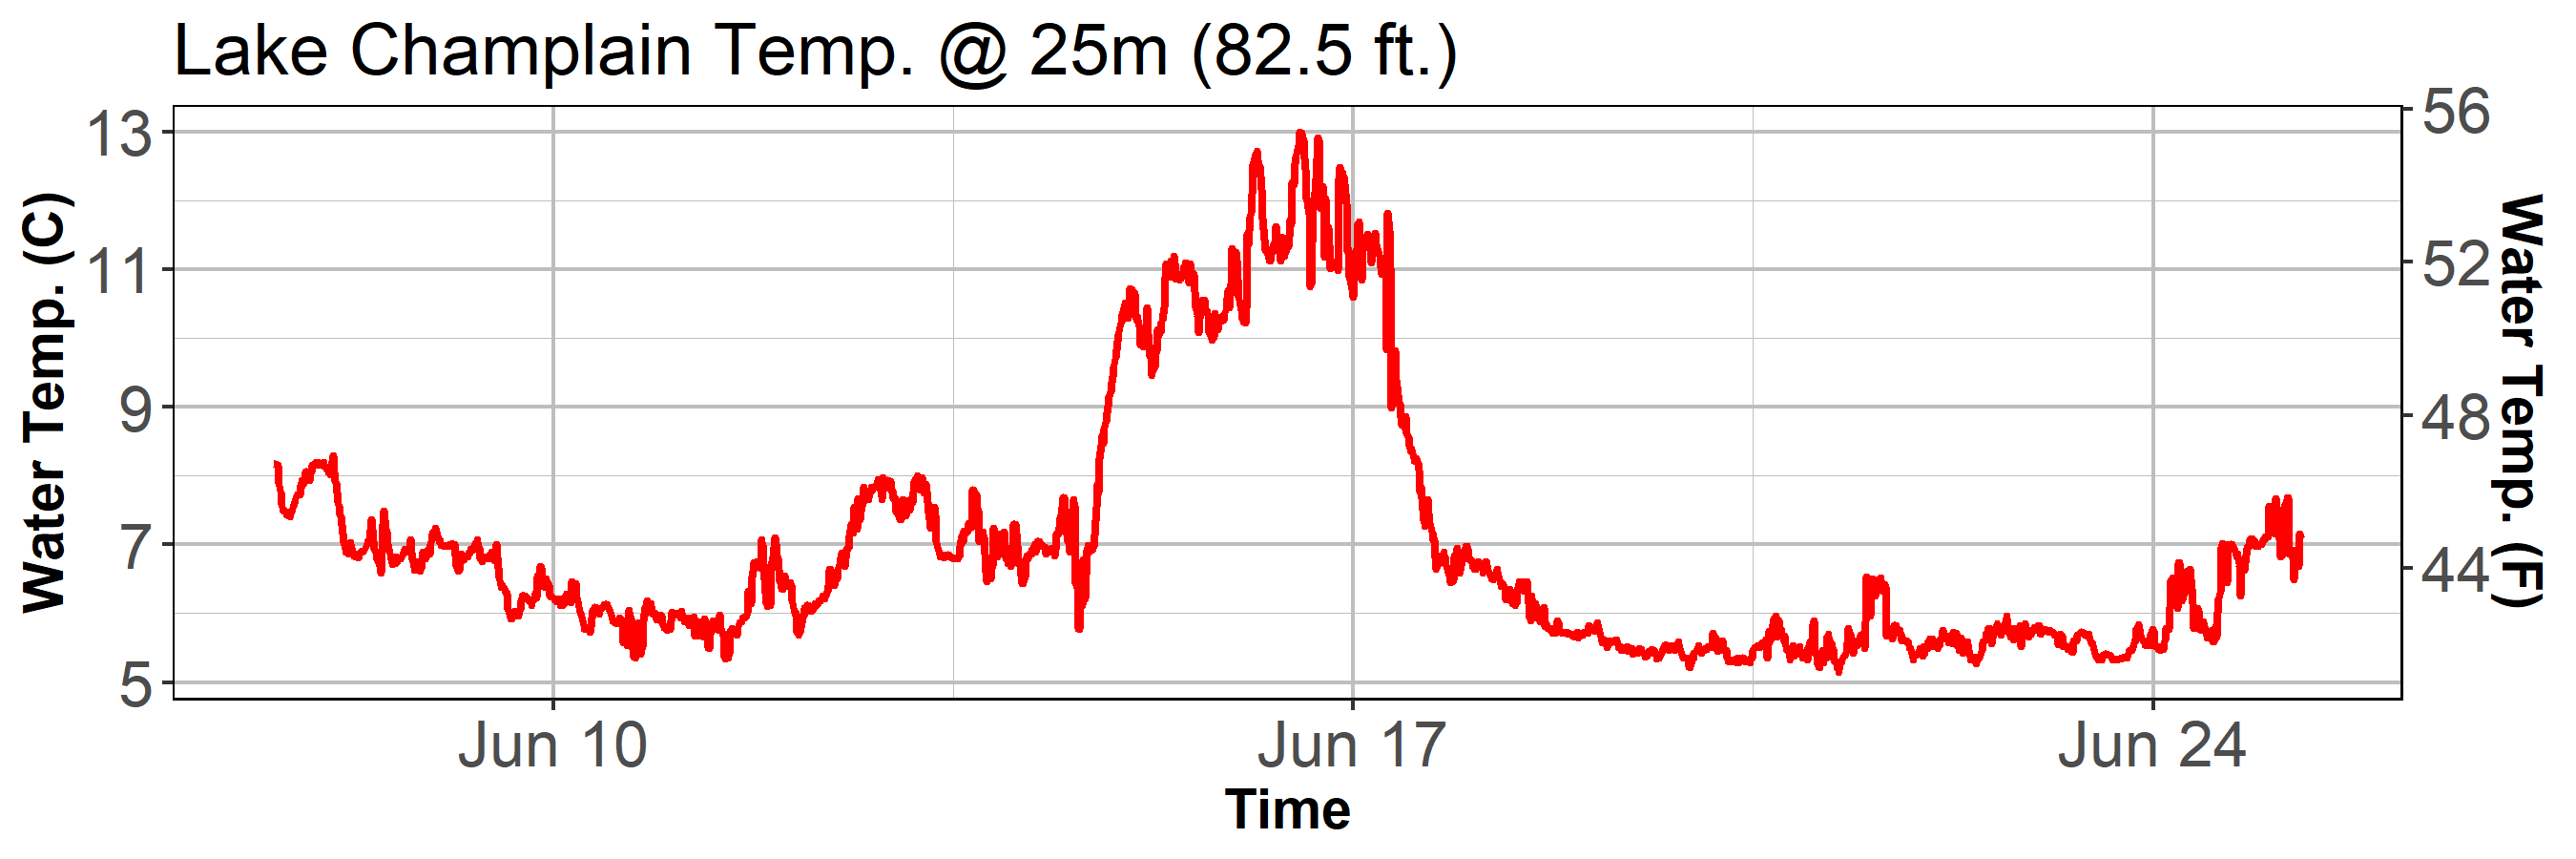 Lake Champlain Temp. @ 25m (82.5 ft.)
Water Temp. (C)
13
11
9
7
5
56
52
48
44
Water Temp. (F)
Jun 10
Jun 17
Jun 24
Time